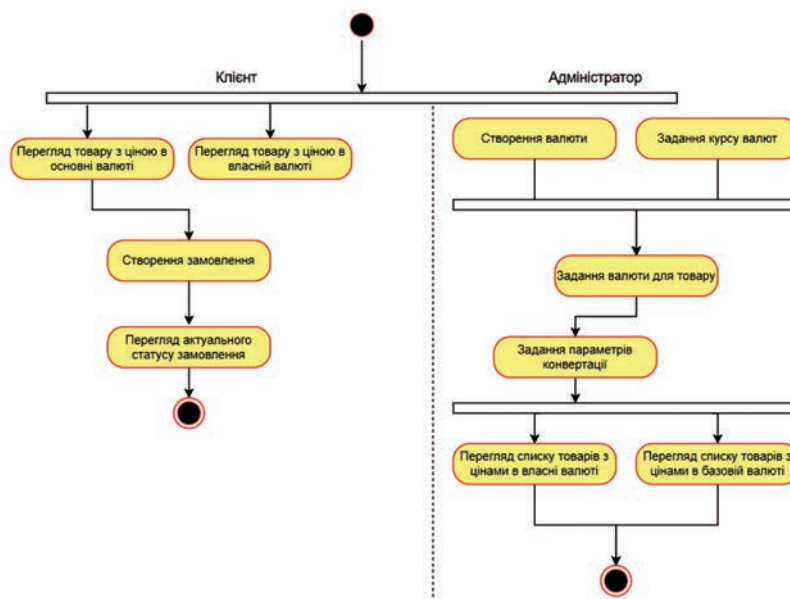 Клієнт
Адміністратор
Перегляд товару з ціною в
основні валюті
Перегляд товару з ціною в
власній валюті
Створення замовлення
Перегляд актуального
статусу замовлення
Створення валюти
Задання курсу валют
Задання валюти для товару
Задання параметрів
конвертації
Перегляд списку товарів з
цінами в власні валюті
Перегляд списку товарів з
цінами в базовій валюті